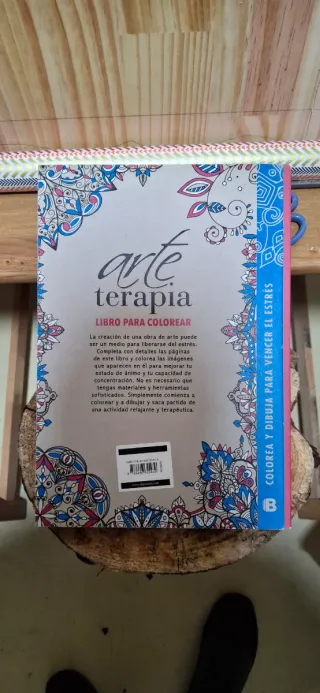 arte
terapia
LIBRO PARA COLOREAR
La creación de una obra de arte puede
ser un medio para liberarse del estrés.
Completa con detalles las páginas
de este libro y colorea las imágenes
que aparecen en él para mejorar tu
estado de ánimo y tu capacidad de
concentración. No es necesario que
tengas materiales y herramientas
sofisticados. Simplemente comienza a
colorear y a dibujar y saca partido de
una actividad relajante y terapéutica.
COLOREA Y DIBUJA PARA VENCER EL ESTRÉS
B